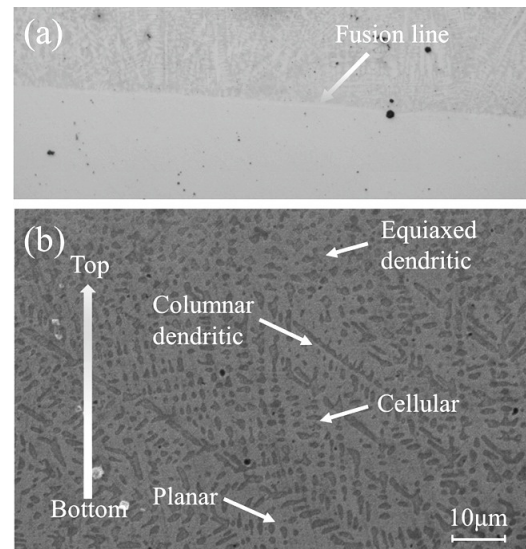 (a)
Fusion line
(b)
Top
Equiaxed
dendritic
Columnar
dendritic
Cellular
Planar
Bottom
10μm